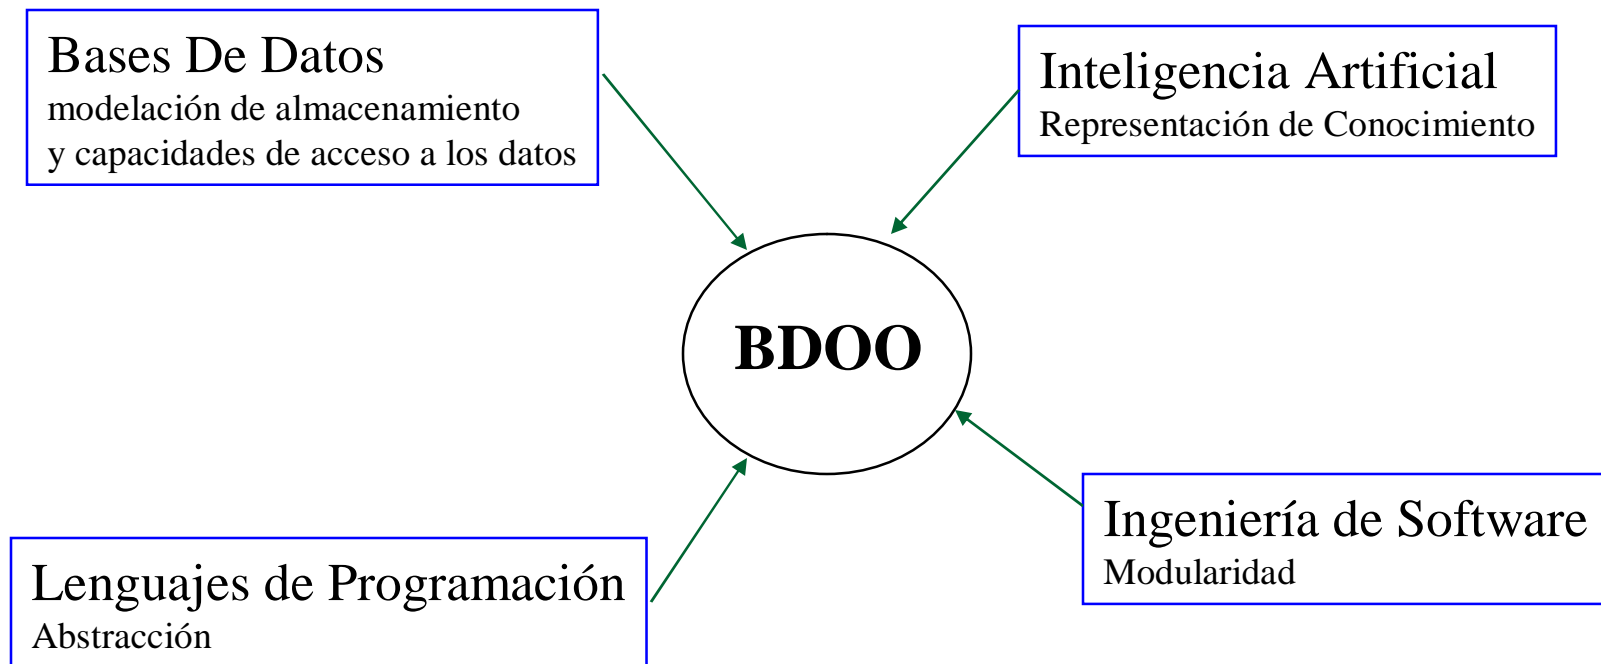 Bases De Datos
modelación de almacenamiento
y capacidades de acceso a los datos
Inteligencia Artificial
Representación de Conocimiento
BDOO
Ingeniería de Software
Modularidad
Lenguajes de Programación
Abstracción